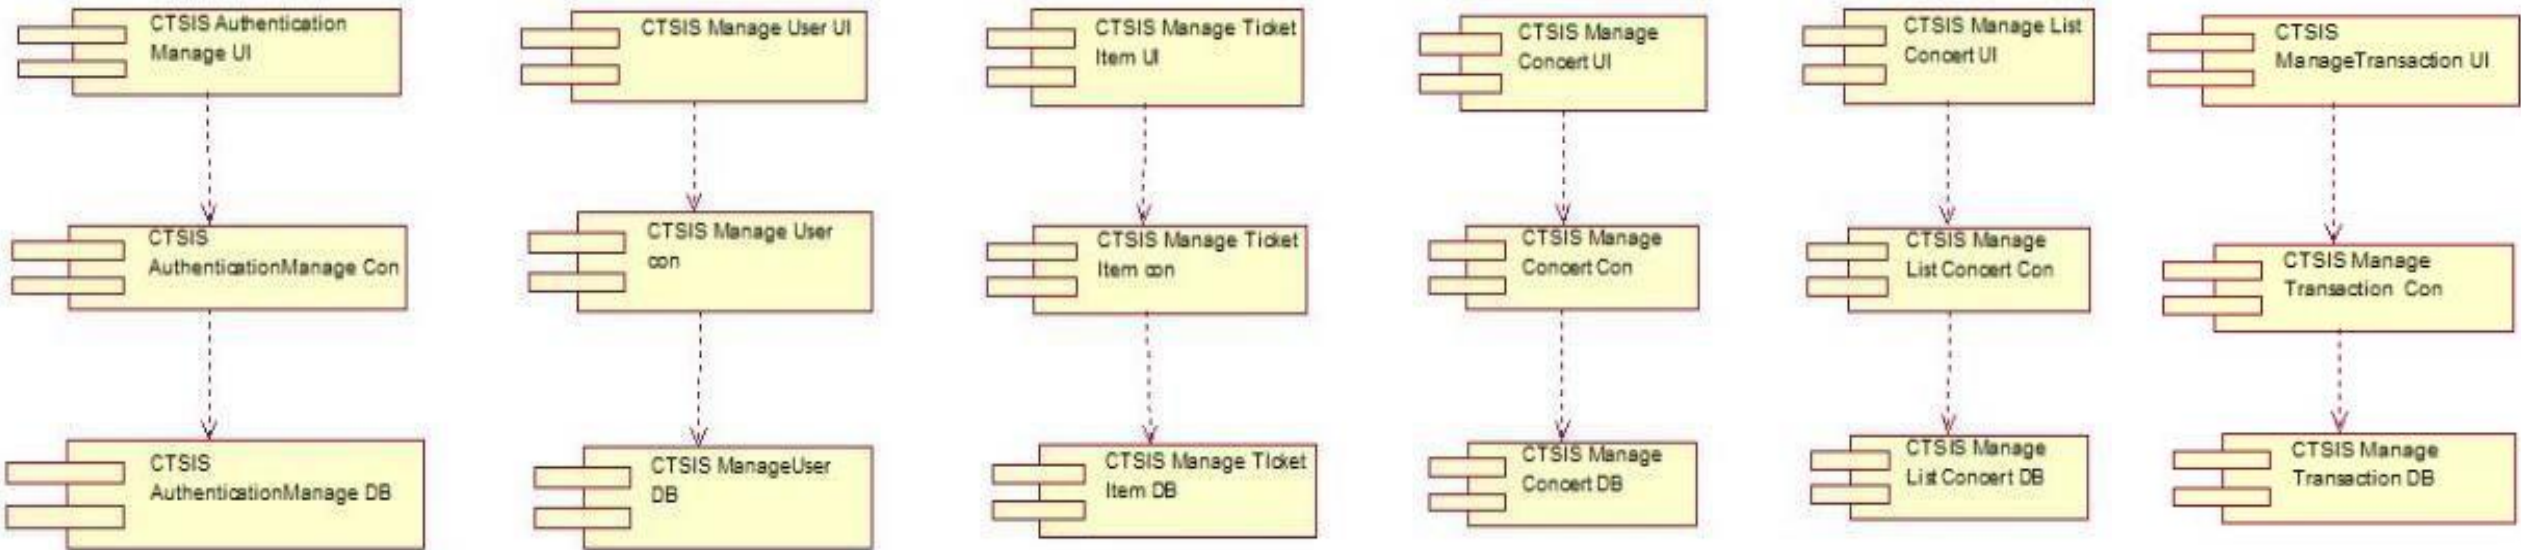 CTSIS Authentication
Manage UI
CTSIS Manage User UI
CTSIS Manage Ticket
Item UI
CTSIS Manage
Concert UI
CTSIS Manage List
Concert UI
CTSIS
ManageTransaction UI
CTSIS
AuthenticationManage Con
CTSIS Manage User
con
CTSIS Manage Ticket
Item con
CTSIS Manage
Concert Con
CTSIS Manage
List Concert Con
CTSIS Manage
Transaction Con
CTSIS
AuthenticationManage DB
CTSIS ManageUser
DB
CTSIS Manage TIcket
Item DB
CTSIS Manage
Concert DB
CTSIS Manage
List Concert DB
CTSIS Manage
Transaction DB